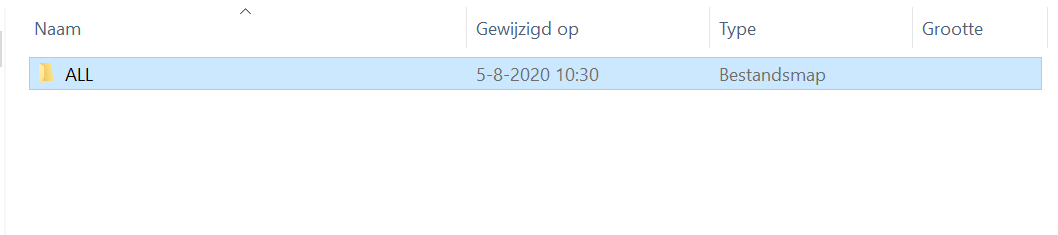 Naam Gewijzigd op Type Grootte
ALL 5-8-2020 10:30 Bestandsmap